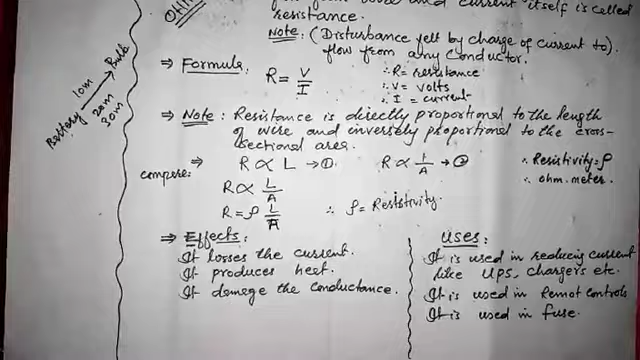 resistance.
Note: (Disturbance felt by charge of current to)
flow from any Conductor.
⇒ Formula: R = V/I
∴ R = resistance
∴ V = volts
∴ I = current
⇒ Note: Resistance is directly proportional to the length
of wire and inversely proportional to the cross-
sectional area.
compere: ⇒ R ∝ L → ① R ∝ 1/A → ② ∴ Resistivity = ρ
R ∝ L/A ∴ ohm.meter.
R = ρ L/A ∴ ρ = Resistivity.
⇒ Effects:
It losses the current.
It produces heat.
It demege the conductance.
Uses:
It is used in reducing current
like UPS, chargers etc.
It is used in Remot controls
It is used in fuse.
Battery → Bulb
10m
20m
30m